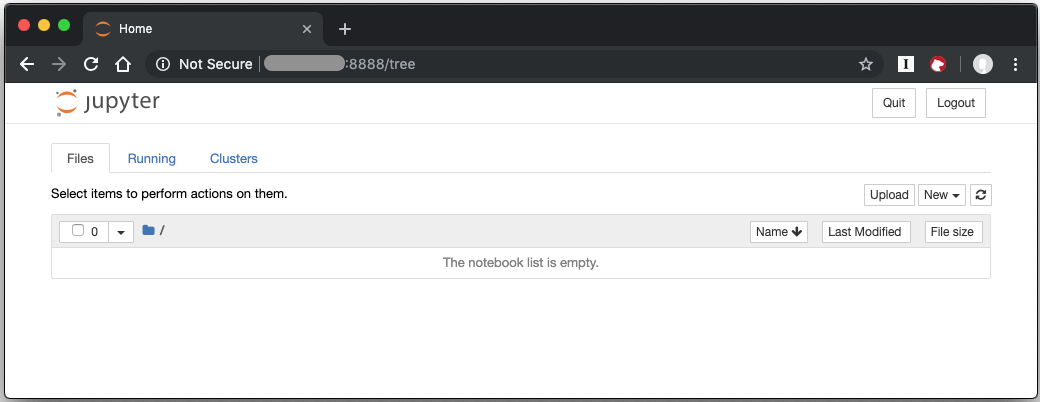 Home
Not Secure | :8888/tree
jupyter
Quit Logout
Files Running Clusters
Select items to perform actions on them.
Upload New
0 / Name Last Modified File size
The notebook list is empty.